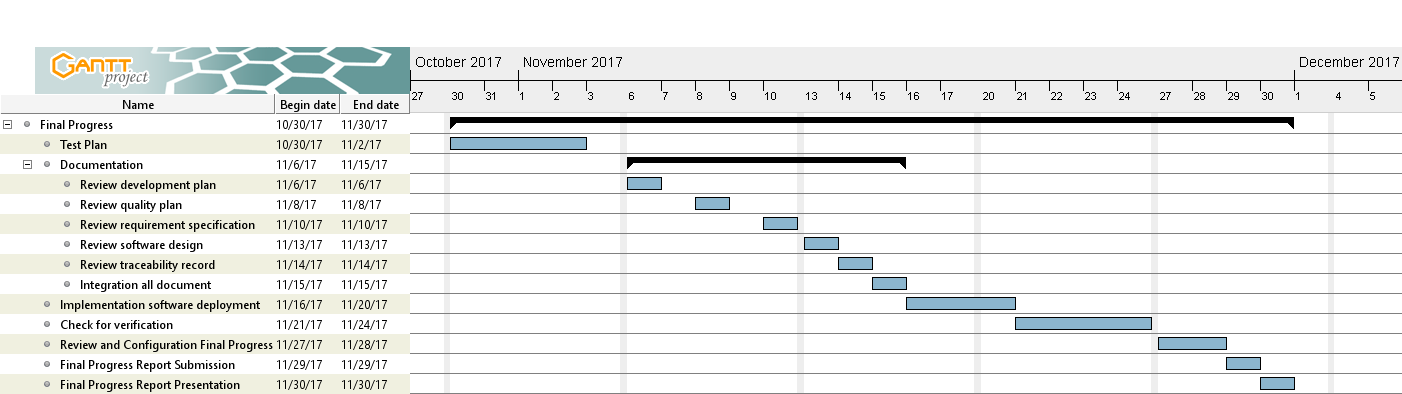 GANTT
project
October 2017 November 2017 December 2017
27 30 31 1 2 3 6 7 8 9 10 13 14 15 16 17 20 21 22 23 24 27 28 29 30 1 4 5
Name Begin date End date
Final Progress 10/30/17 11/30/17
Test Plan 10/30/17 11/2/17
Documentation 11/6/17 11/15/17
Review development plan 11/6/17 11/6/17
Review quality plan 11/8/17 11/8/17
Review requirement specification 11/10/17 11/10/17
Review software design 11/13/17 11/13/17
Review traceability record 11/14/17 11/14/17
Integration all document 11/15/17 11/15/17
Implementation software deployment 11/16/17 11/20/17
Check for verification 11/21/17 11/24/17
Review and Configuration Final Progress 11/27/17 11/28/17
Final Progress Report Submission 11/29/17 11/29/17
Final Progress Report Presentation 11/30/17 11/30/17